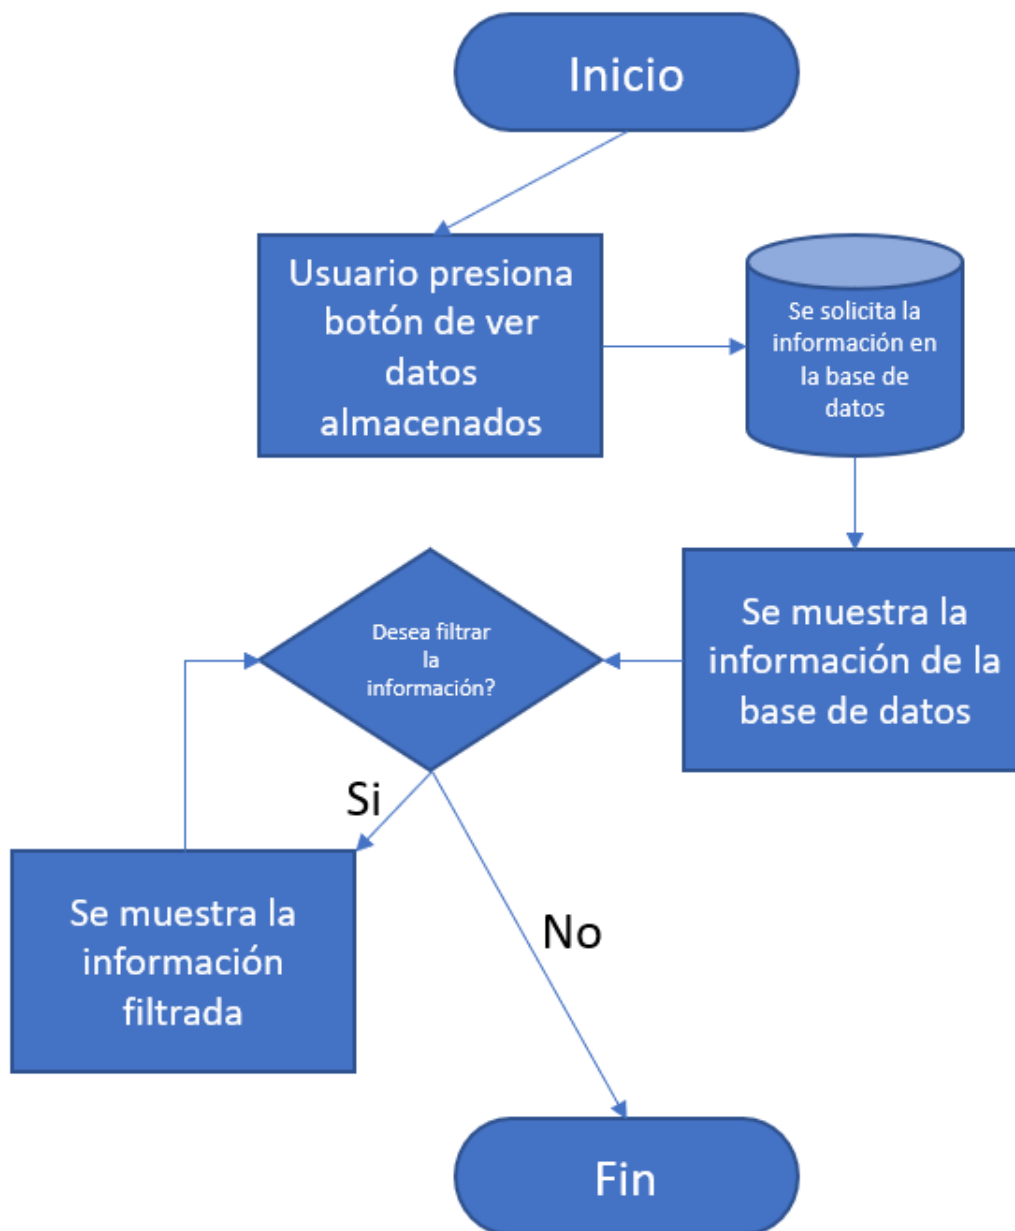 Inicio
Usuario presiona
botón de ver
datos
almacenados
Se solicita la
información en
la base de
datos
Se muestra la
información de la
base de datos
Desea filtrar
la
información?
Si
No
Se muestra la
información
filtrada
Fin